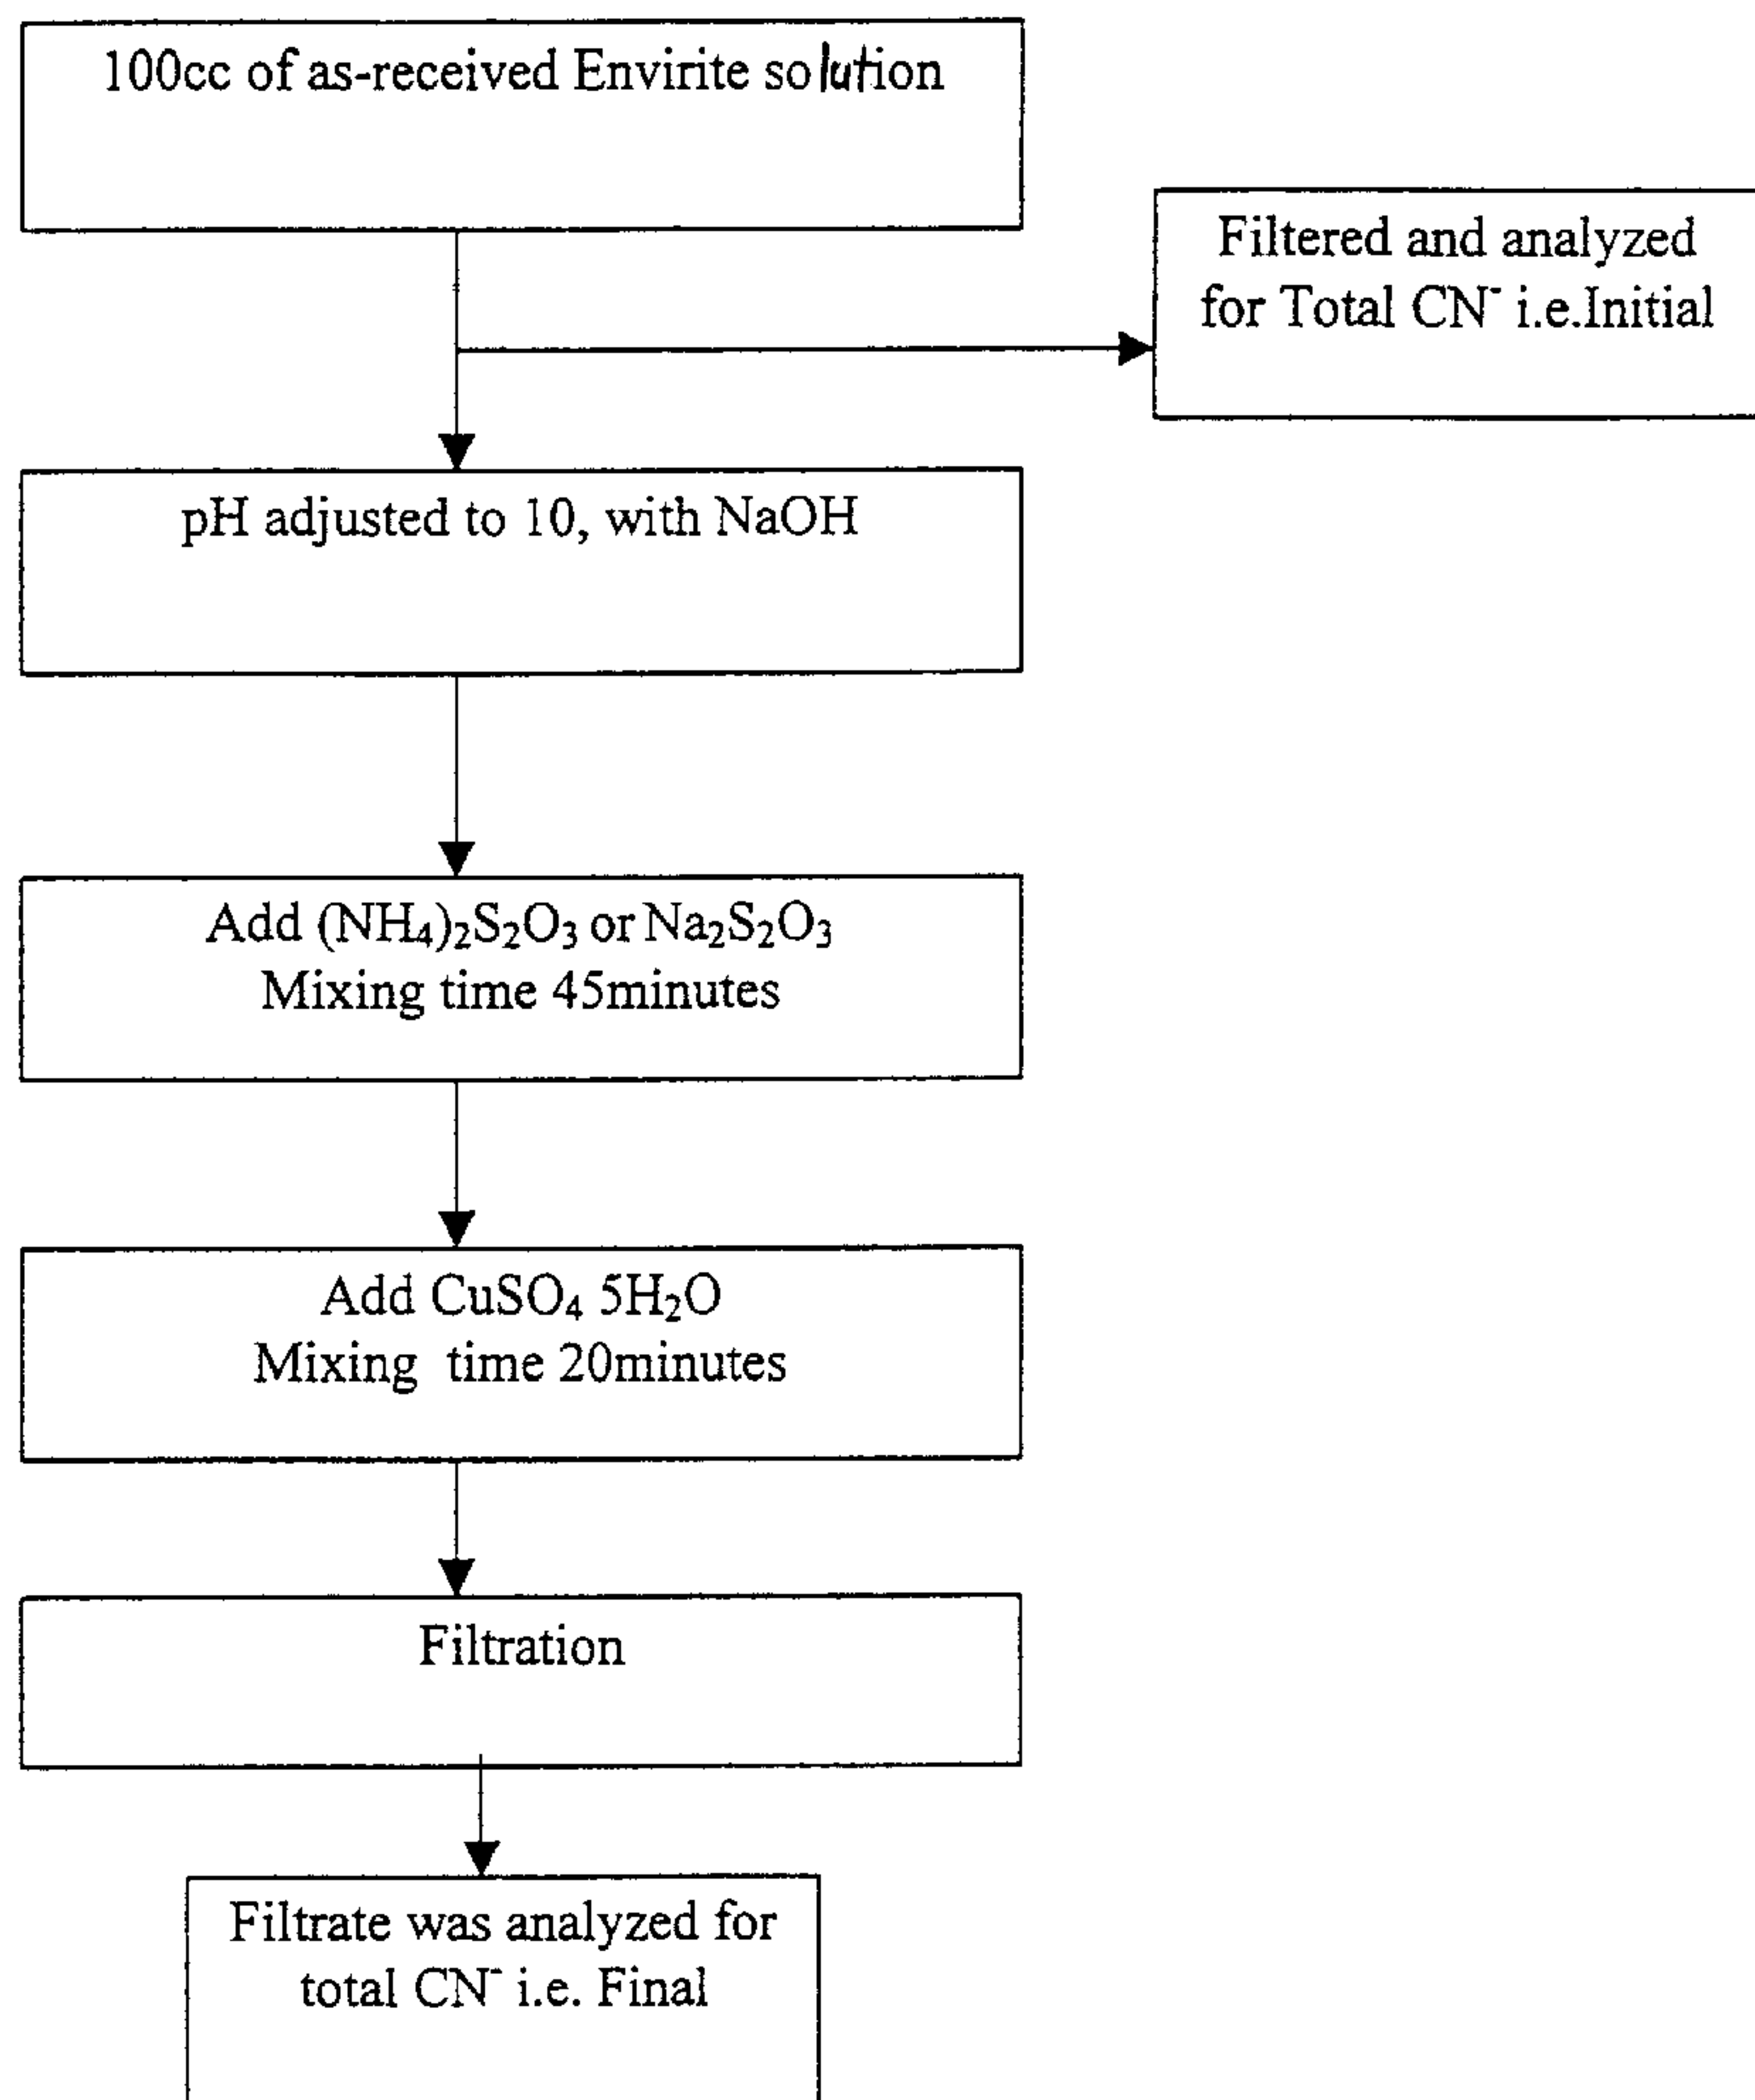 100cc of as-received Envirite solution
Filtered and analyzed
for Total CN⁻ i.e.Initial
pH adjusted to 10, with NaOH
Add (NH₄)₂S₂O₃ or Na₂S₂O₃
Mixing time 45minutes
Add CuSO₄ 5H₂O
Mixing time 20minutes
Filtration
Filtrate was analyzed for
total CN⁻ i.e. Final